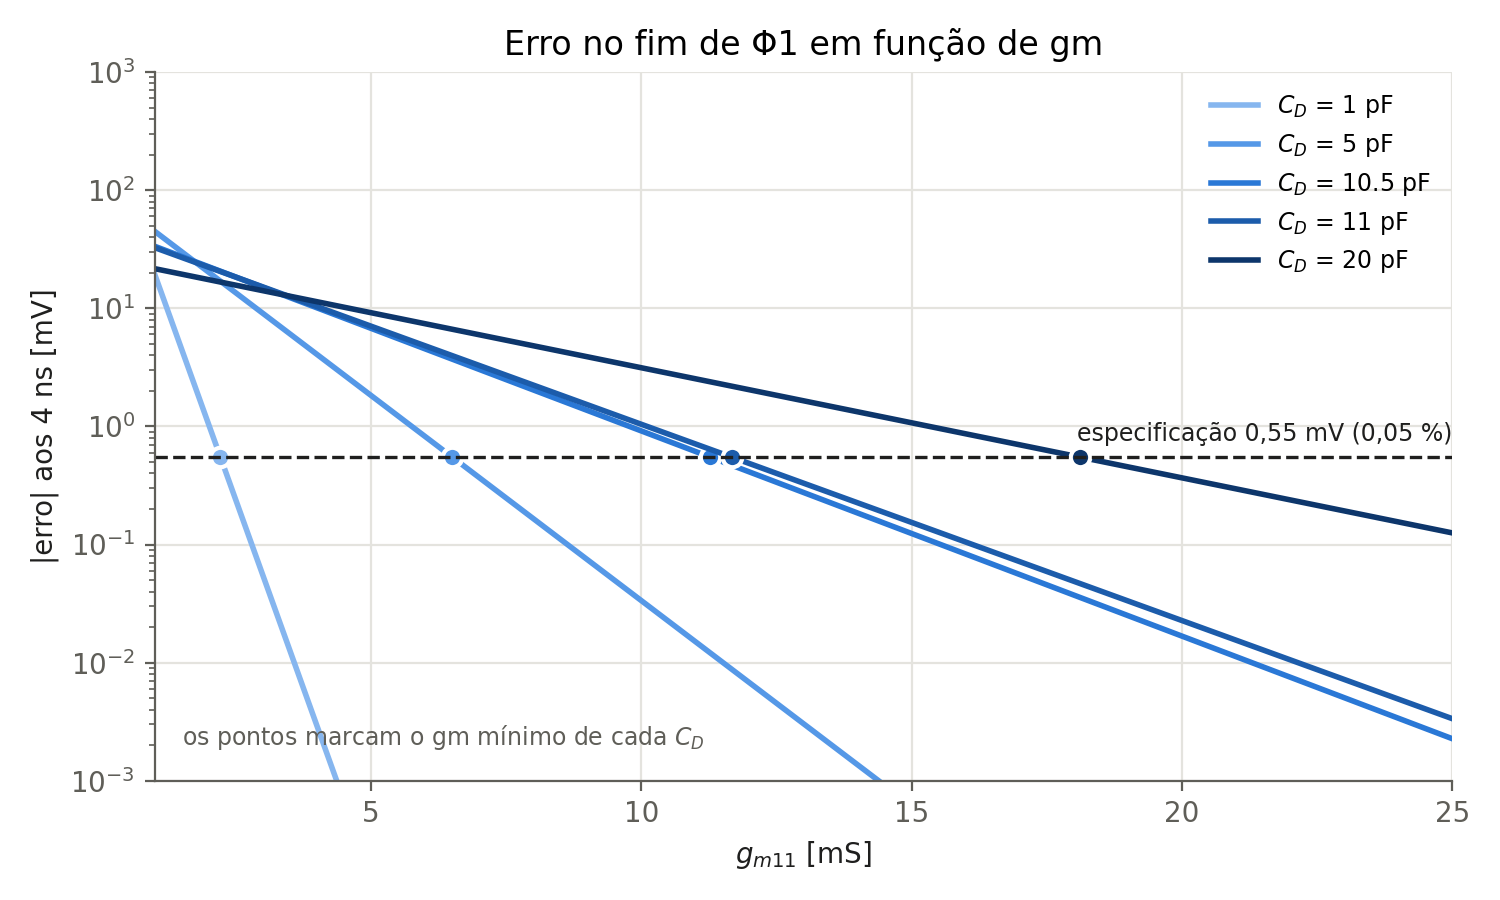 Erro no fim de Φ1 em função de gm
|erro| aos 4 ns [mV]
10³
10²
10¹
10⁰
10⁻¹
10⁻²
10⁻³
C_D = 1 pF
C_D = 5 pF
C_D = 10.5 pF
C_D = 11 pF
C_D = 20 pF
especificação 0,55 mV (0,05 %)
os pontos marcam o gm mínimo de cada C_D
5
10
15
20
25
g_m11 [mS]